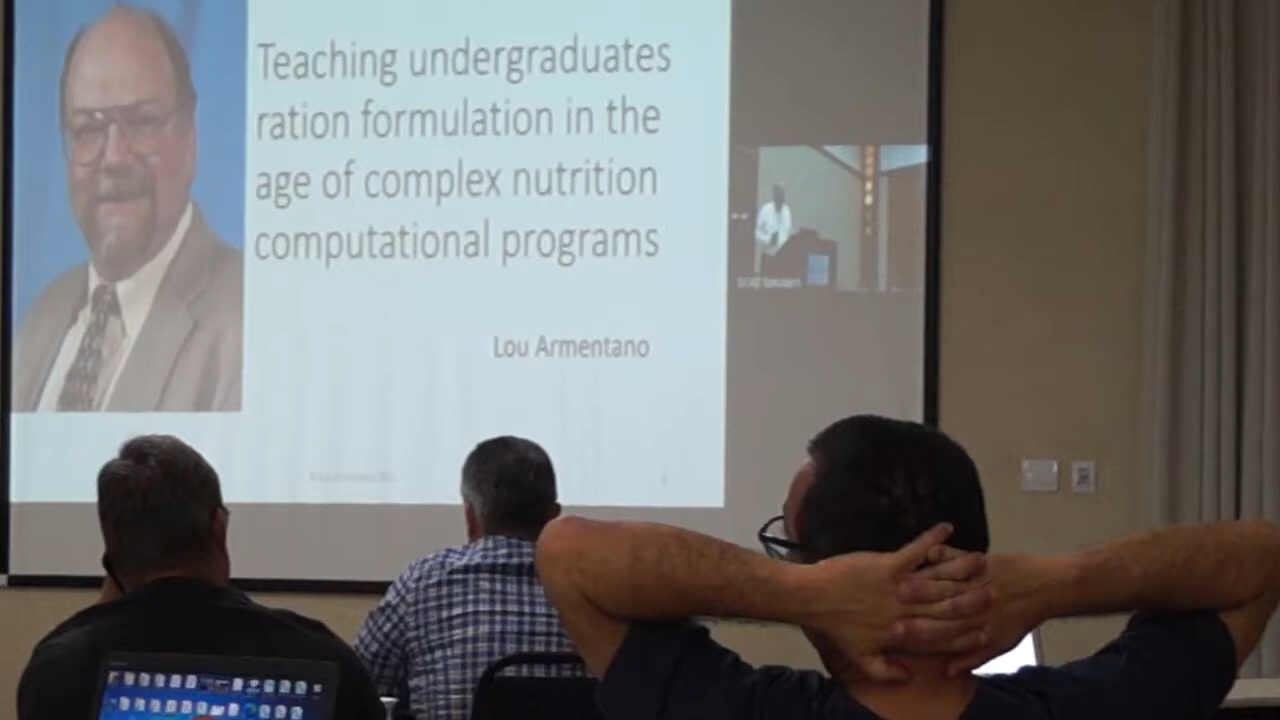 Teaching undergraduates
ration formulation in the
age of complex nutrition
computational programs
Lou Armentano